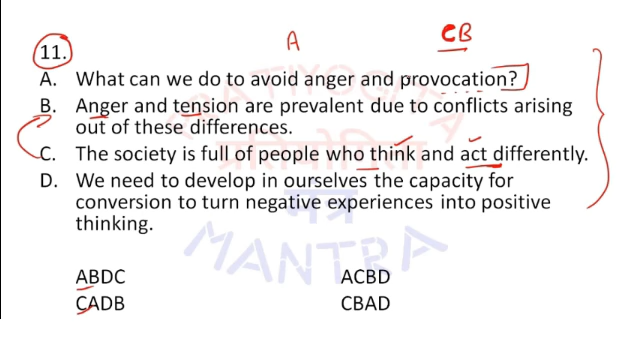 A
CB
11.
A. What can we do to avoid anger and provocation?
B. Anger and tension are prevalent due to conflicts arising
out of these differences.
C. The society is full of people who think and act differently.
D. We need to develop in ourselves the capacity for
conversion to turn negative experiences into positive
thinking.
PRATIYOGITA
प्रतियोगिता
मंत्र
MANTRA
ABDC ACBD
CADB CBAD